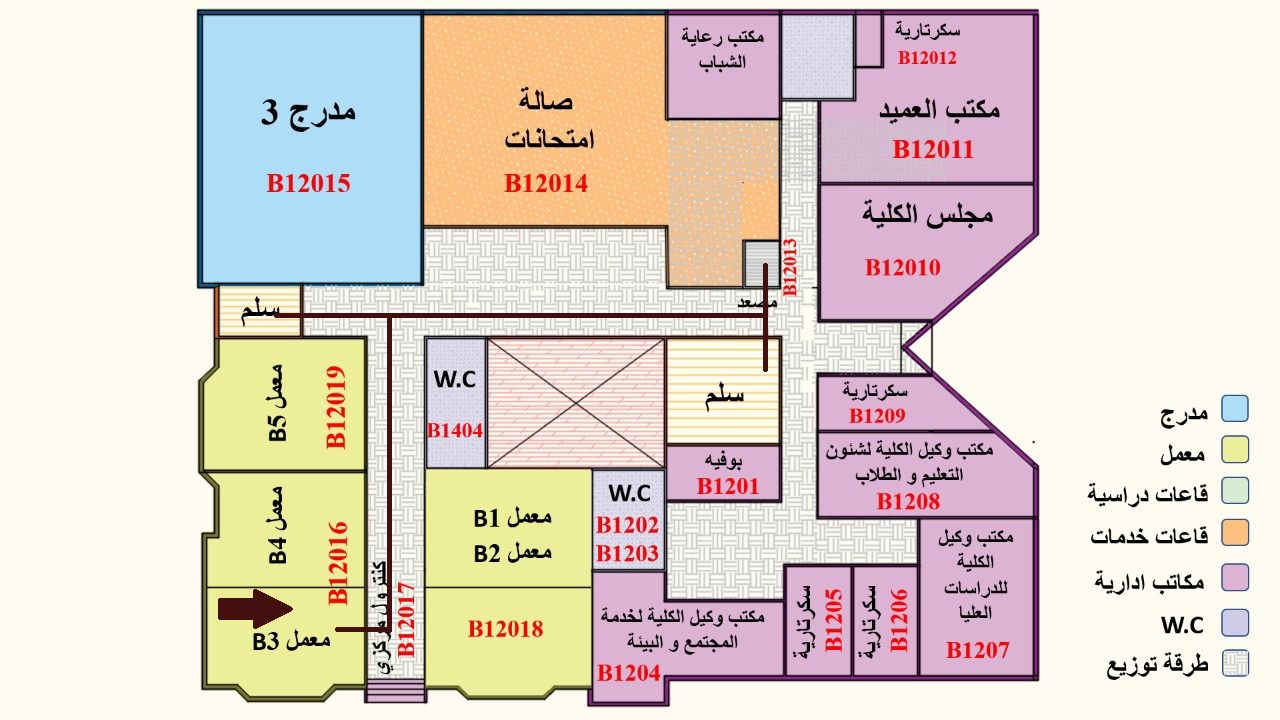 مدرج 3
B12015
صالة
امتحانات
B12014
مكتب رعاية
الشباب
سكرتارية
B12012
مكتب العميد
B12011
مجلس الكلية
B12010
B12013
مصعد
سلم
معمل B5
B12019
W.C
B1404
سلم
بوفيه
B1201
سكرتارية
B1209
مكتب وكيل الكلية لشئون
التعليم و الطلاب
B1208
معمل B4
B12016
معمل B3
كنترول مركزي
B12017
معمل B1
معمل B2
B12018
W.C
B1202
B1203
مكتب وكيل الكلية لخدمة
المجتمع و البيئة
B1204
سكرتارية
B1205
سكرتارية
B1206
مكتب وكيل
الكلية
للدراسات
العليا
B1207
مدرج
معمل
قاعات دراسية
قاعات خدمات
مكاتب ادارية
W.C
طرقة توزيع